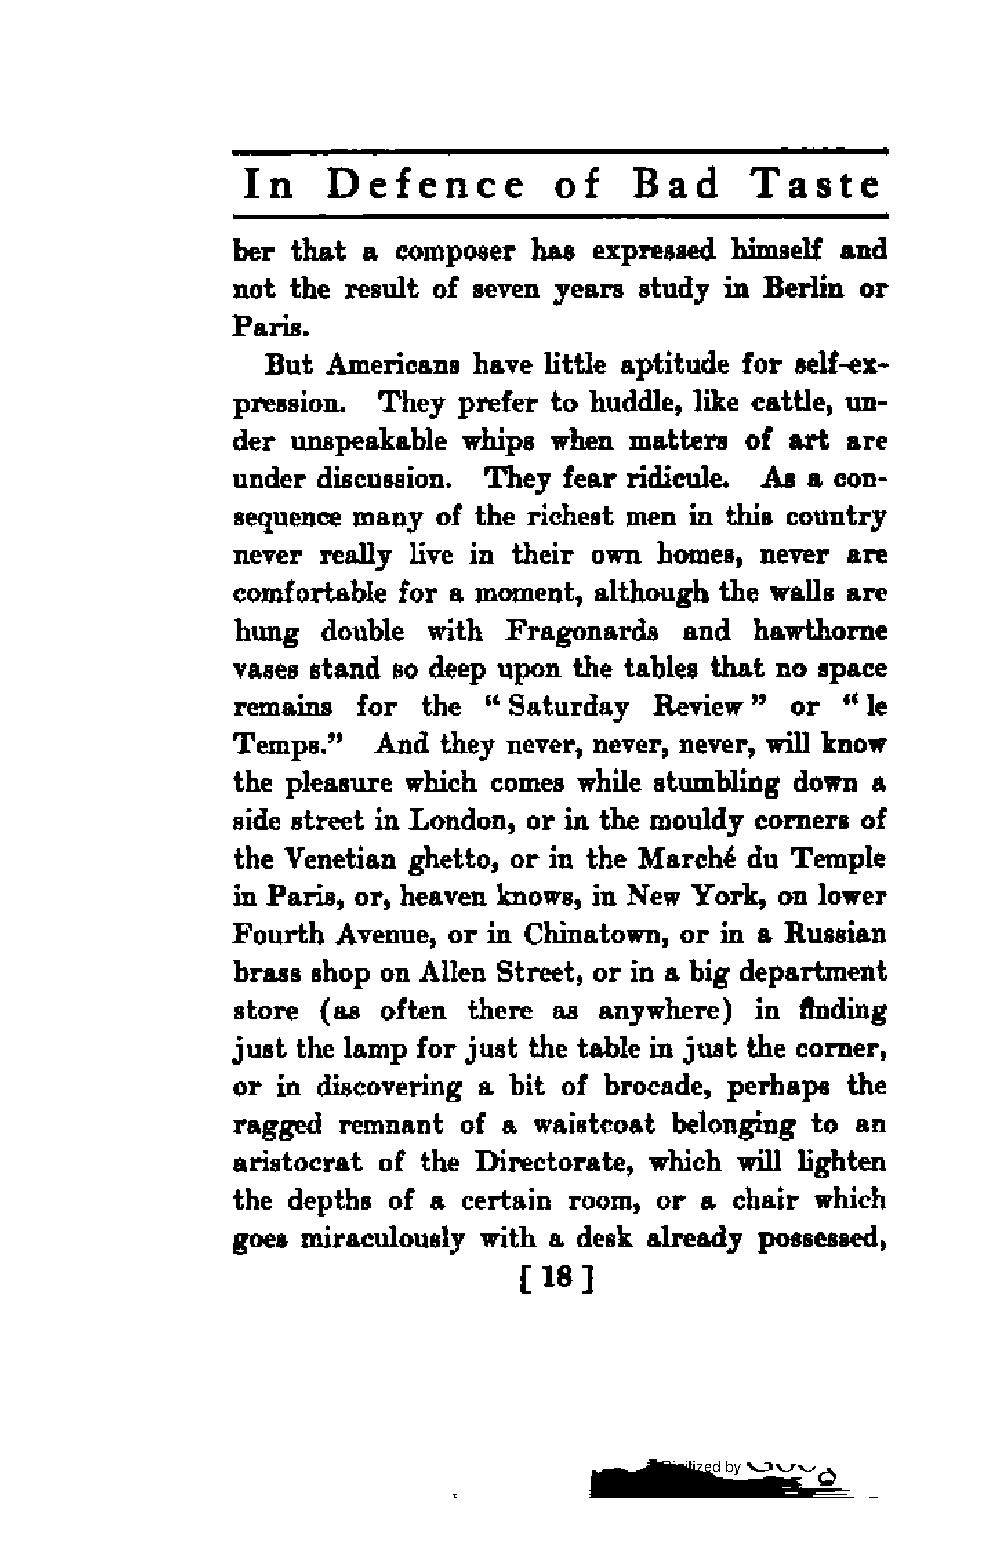 In Defence of Bad Taste
ber that a composer has expressed himself and
not the result of seven years study in Berlin or
Paris.
But Americans have little aptitude for self-ex-
pression. They prefer to huddle, like cattle, un-
der unspeakable whips when matters of art are
under discussion. They fear ridicule. As a con-
sequence many of the richest men in this country
never really live in their own homes, never are
comfortable for a moment, although the walls are
hung double with Fragonards and hawthorne
vases stand so deep upon the tables that no space
remains for the “Saturday Review” or “le
Temps.” And they never, never, never, will know
the pleasure which comes while stumbling down a
side street in London, or in the mouldy corners of
the Venetian ghetto, or in the Marché du Temple
in Paris, or, heaven knows, in New York, on lower
Fourth Avenue, or in Chinatown, or in a Russian
brass shop on Allen Street, or in a big department
store (as often there as anywhere) in finding
just the lamp for just the table in just the corner,
or in discovering a bit of brocade, perhaps the
ragged remnant of a waistcoat belonging to an
aristocrat of the Directorate, which will lighten
the depths of a certain room, or a chair which
goes miraculously with a desk already possessed,
[ 18 ]
Digitized by